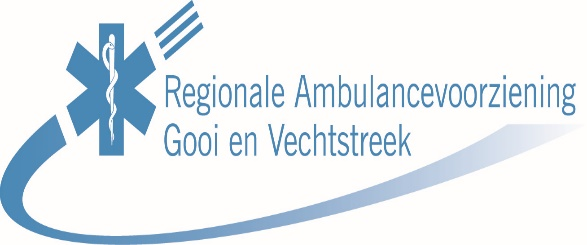 Regionale Ambulancevoorziening
Gooi en Vechtstreek